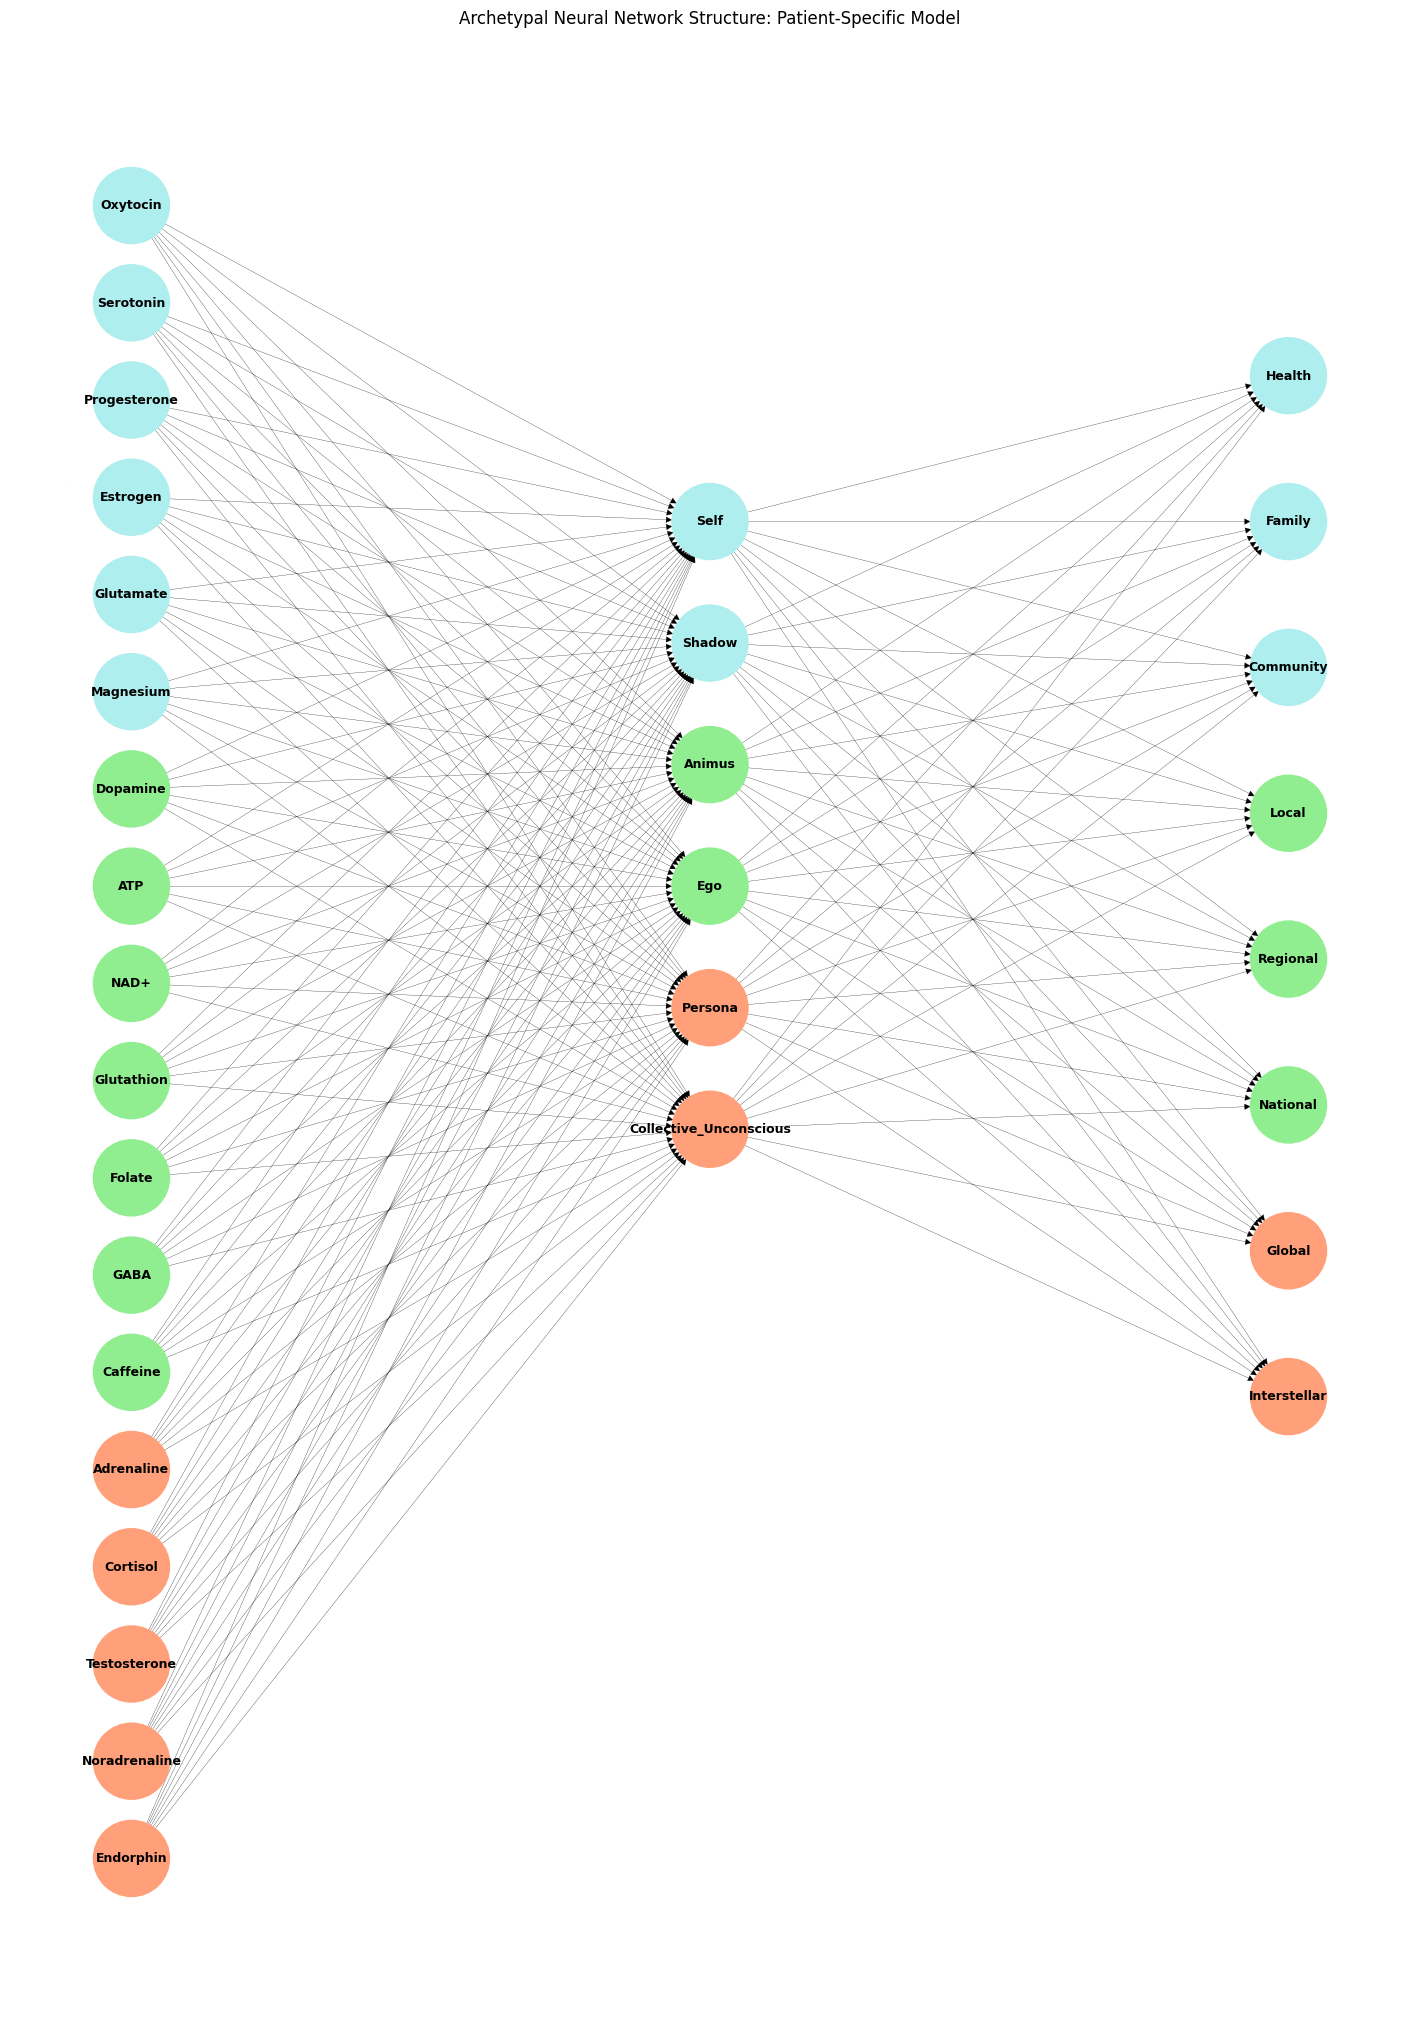 Archetypal Neural Network Structure: Patient-Specific Model
Oxytocin
Serotonin
Progesterone
Estrogen
Glutamate
Magnesium
Dopamine
ATP
NAD+
Glutathion
Folate
GABA
Caffeine
Adrenaline
Cortisol
Testosterone
Noradrenaline
Endorphin
Self
Shadow
Animus
Ego
Persona
Collective_Unconscious
Health
Family
Community
Local
Regional
National
Global
Interstellar